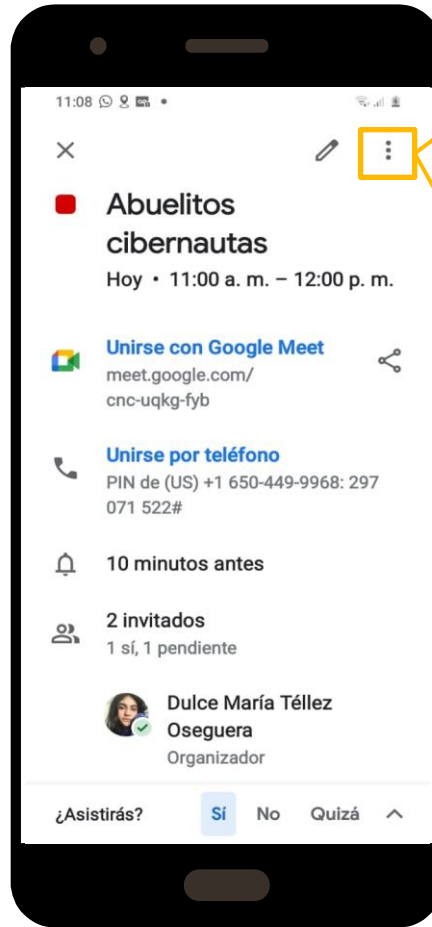 11:08
Abuelitos
cibernautas
Hoy • 11:00 a. m. – 12:00 p. m.
Unirse con Google Meet
meet.google.com/
cnc-uqkg-fyb
Unirse por teléfono
PIN de (US) +1 650-449-9968: 297
071 522#
10 minutos antes
2 invitados
1 sí, 1 pendiente
Dulce María Téllez
Oseguera
Organizador
¿Asistirás? Sí No Quizá